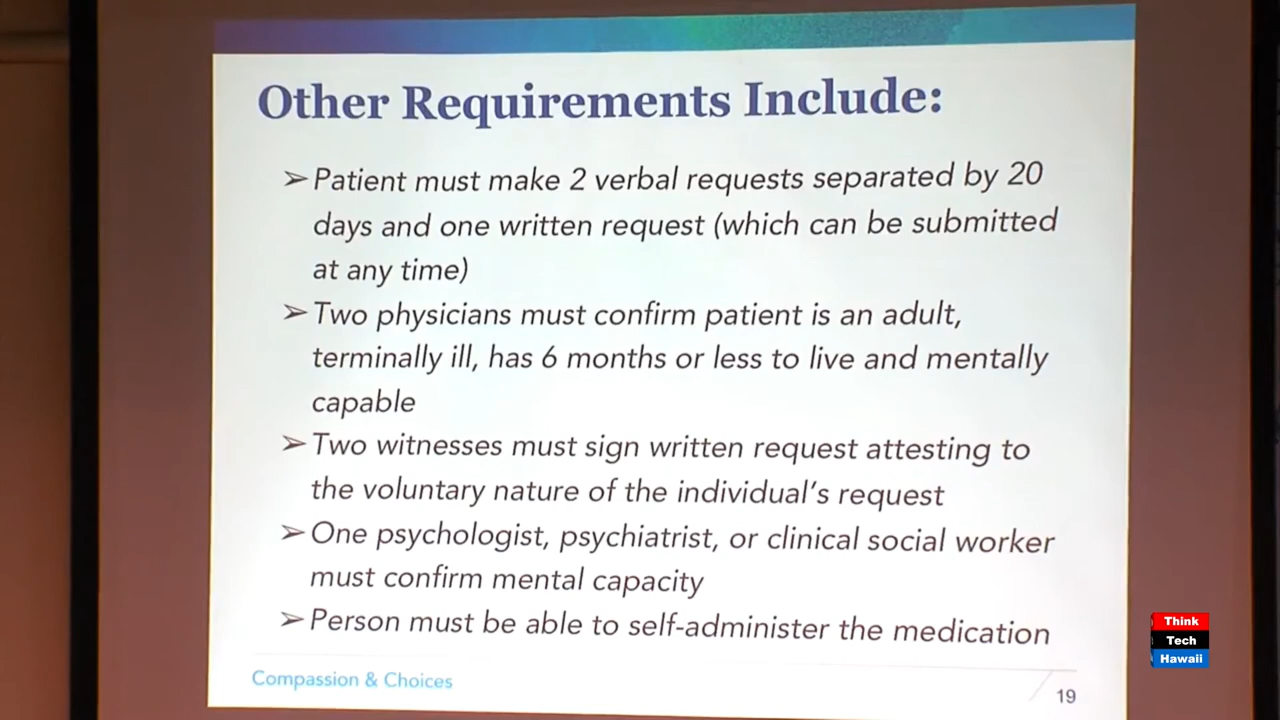 Other Requirements Include:
➢ Patient must make 2 verbal requests separated by 20
days and one written request (which can be submitted
at any time)
➢ Two physicians must confirm patient is an adult,
terminally ill, has 6 months or less to live and mentally
capable
➢ Two witnesses must sign written request attesting to
the voluntary nature of the individual's request
➢ One psychologist, psychiatrist, or clinical social worker
must confirm mental capacity
➢ Person must be able to self-administer the medication
Compassion & Choices
19
Think
Tech
Hawaii